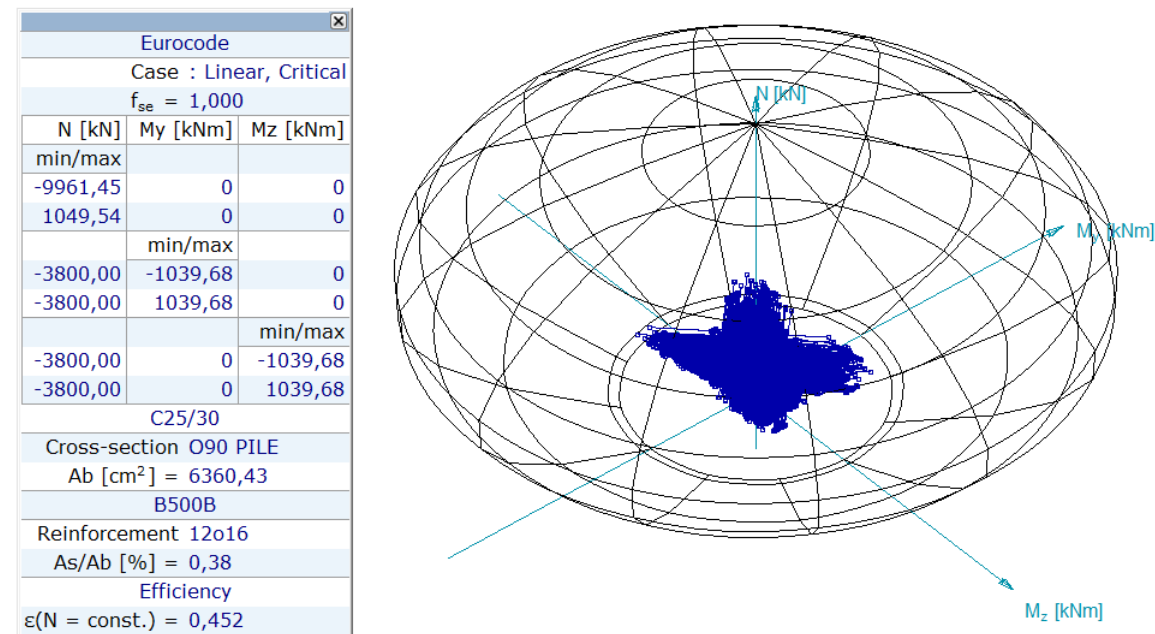 Eurocode
Case : Linear, Critical
fse = 1,000
N [kN] My [kNm] Mz [kNm]
min/max
-9961,45 0 0
1049,54 0 0
min/max
-3800,00 -1039,68 0
-3800,00 1039,68 0
min/max
-3800,00 0 -1039,68
-3800,00 0 1039,68
C25/30
Cross-section O90 PILE
Ab [cm²] = 6360,43
B500B
Reinforcement 12o16
As/Ab [%] = 0,38
Efficiency
ε(N = const.) = 0,452
N [kN]
My [kNm]
Mz [kNm]